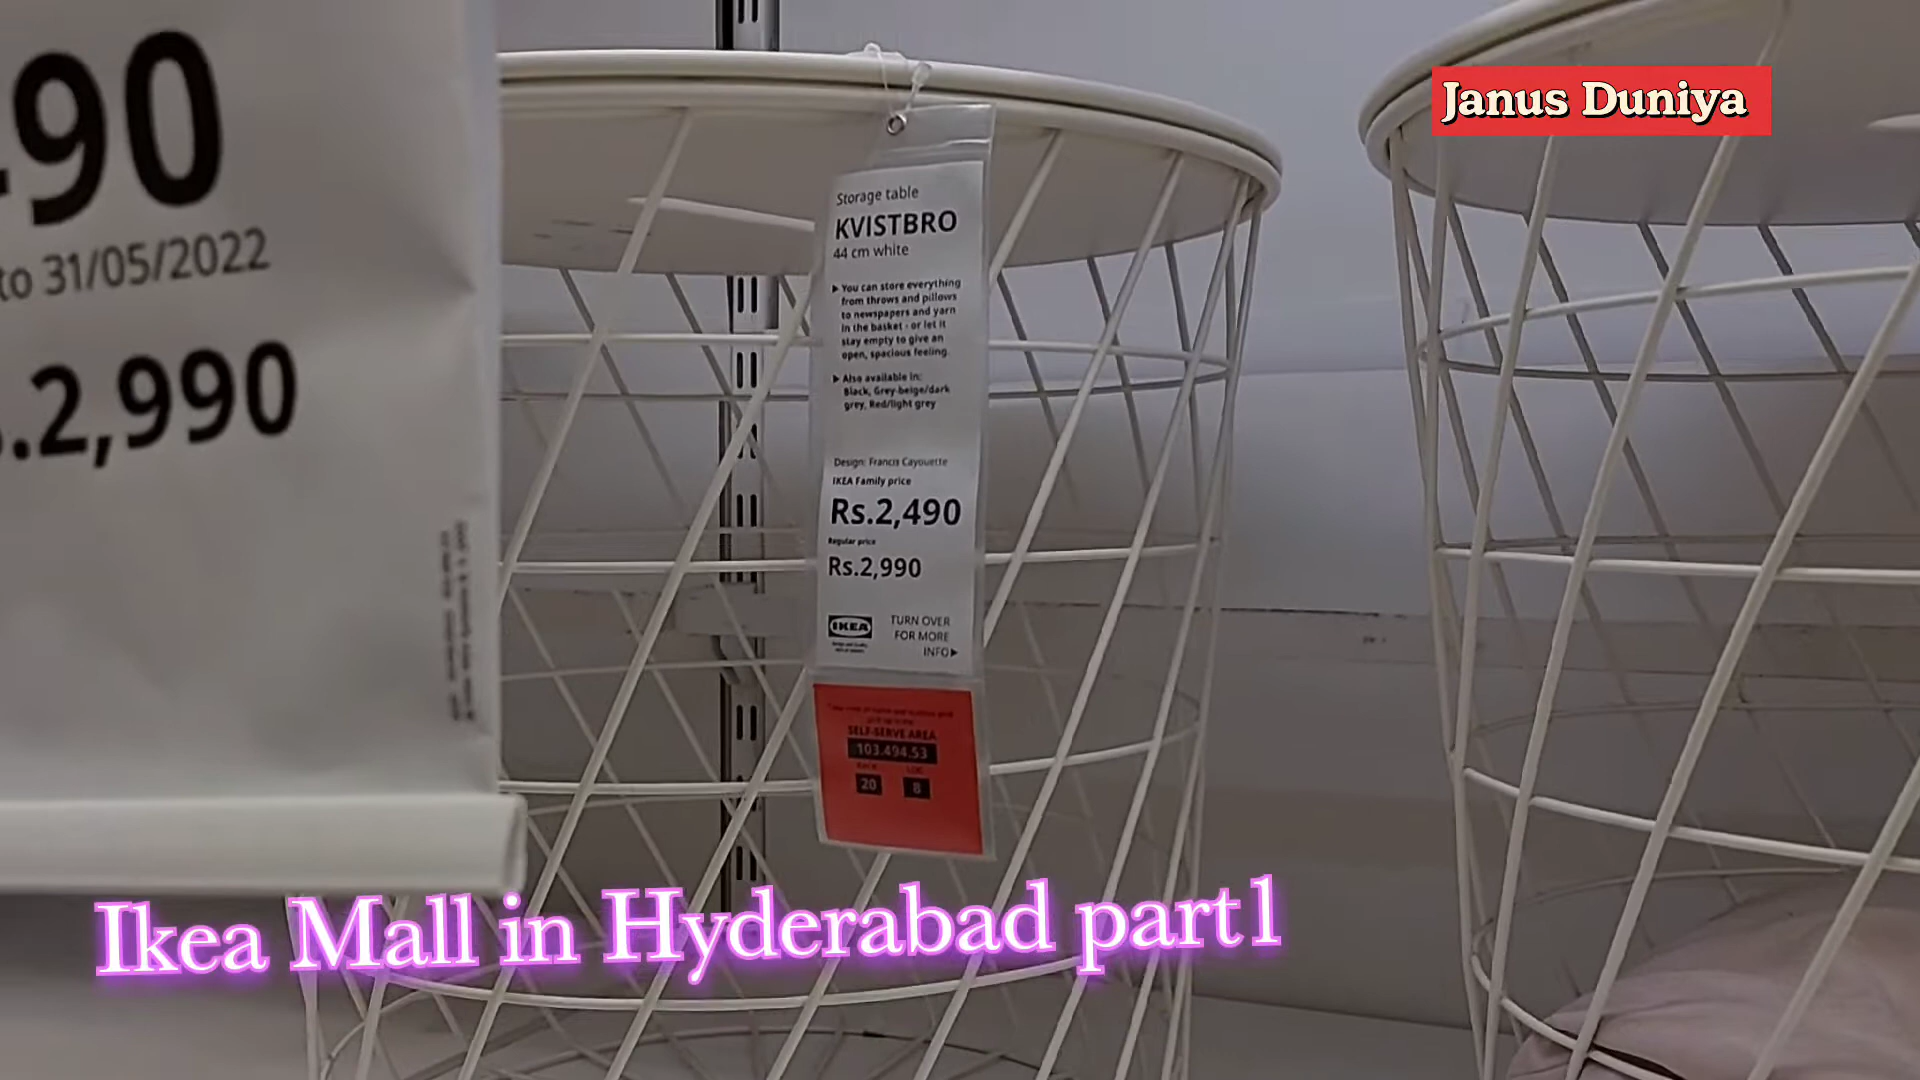 490
to 31/05/2022
.2,990
Janus Duniya
Storage table
KVISTBRO
44 cm white
▶ You can store everything
from throws and pillows
to newspapers and yarn
in the basket - or let it
stay empty to give an
open, spacious feeling.
▶ Also available in:
Black, Grey-beige/dark
grey, Red/light grey
Design: Francis Cayouette
IKEA Family price
Rs.2,490
Regular price
Rs.2,990
IKEA
TURN OVER
FOR MORE
INFO▶
SELF-SERVE AREA
103.494.53
20 8
Ikea Mall in Hyderabad part1